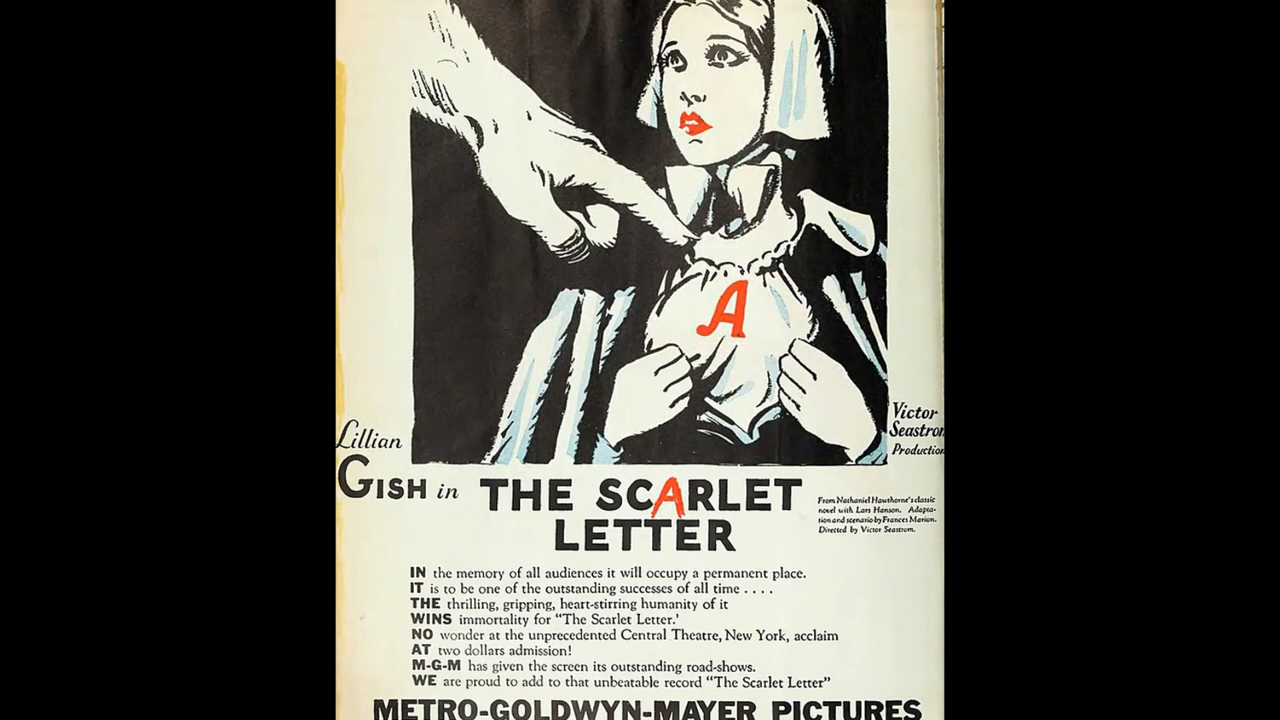 A
Victor
Seastrom
Production
Lillian
GISH in THE SCARLET
LETTER
From Nathaniel Hawthorne's classic
novel with Lars Hanson. Adapta-
tion and scenario by Frances Marion.
Directed by Victor Seastrom.
IN the memory of all audiences it will occupy a permanent place.
IT is to be one of the outstanding successes of all time . . . .
THE thrilling, gripping, heart-stirring humanity of it
WINS immortality for "The Scarlet Letter.'
NO wonder at the unprecedented Central Theatre, New York, acclaim
AT two dollars admission!
M-G-M has given the screen its outstanding road-shows.
WE are proud to add to that unbeatable record "The Scarlet Letter"
METRO-GOLDWYN-MAYER PICTURES